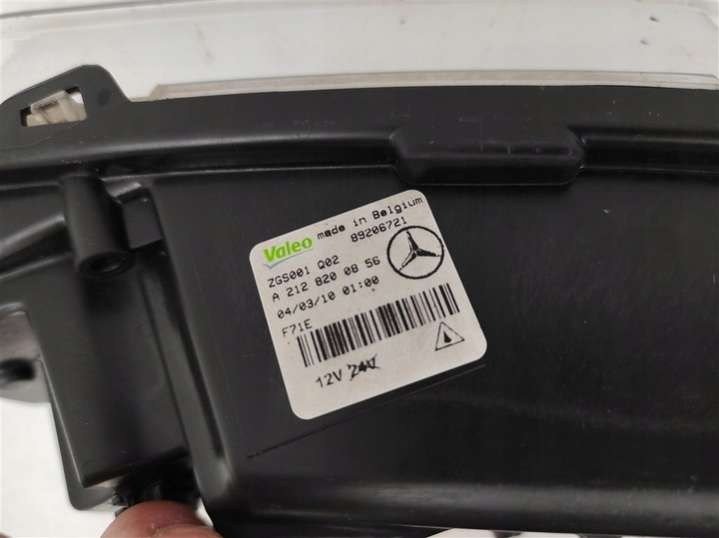 Valeo made in Belgium
89206721
ZGS001 Q02
A 212 820 08 56
04/03/10 01:00
F71E
12V 24V